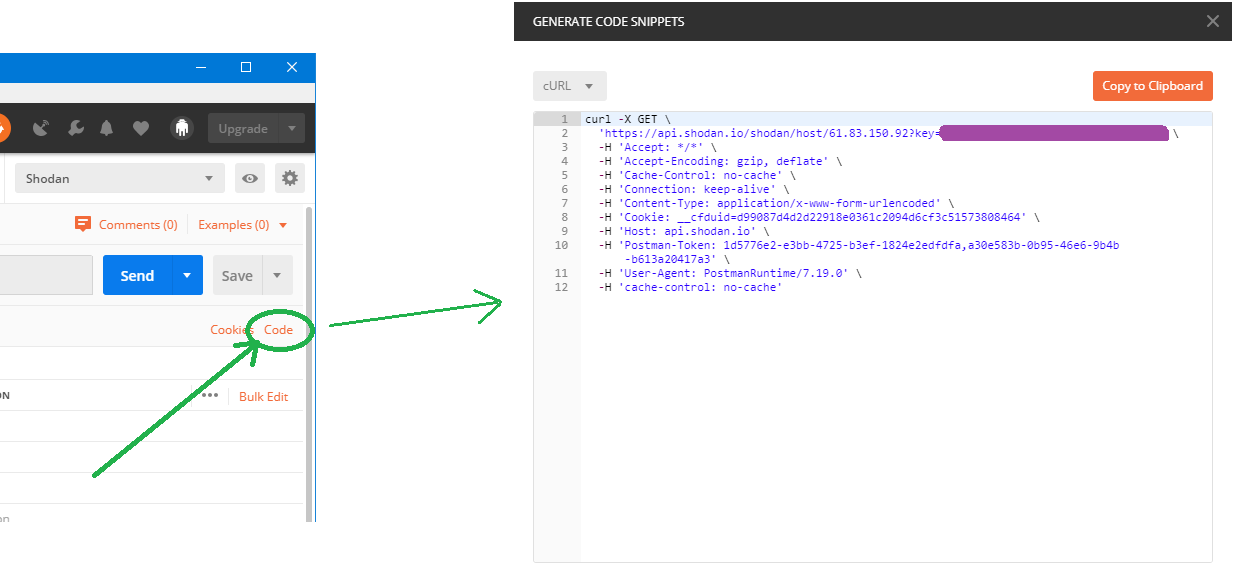 Upgrade
Shodan
Comments (0) Examples (0)
Send Save
Cookies Code
ON
Bulk Edit
GENERATE CODE SNIPPETS
cURL
Copy to Clipboard
1 curl -X GET \
2 'https://api.shodan.io/shodan/host/61.83.150.92?key= \
3 -H 'Accept: */*' \
4 -H 'Accept-Encoding: gzip, deflate' \
5 -H 'Cache-Control: no-cache' \
6 -H 'Connection: keep-alive' \
7 -H 'Content-Type: application/x-www-form-urlencoded' \
8 -H 'Cookie: __cfduid=d99087d4d2d22918e0361c2094d6cf3c51573808464' \
9 -H 'Host: api.shodan.io' \
10 -H 'Postman-Token: 1d5776e2-e3bb-4725-b3ef-1824e2edfdfa,a30e583b-0b95-46e6-9b4b
-b613a20417a3' \
11 -H 'User-Agent: PostmanRuntime/7.19.0' \
12 -H 'cache-control: no-cache'